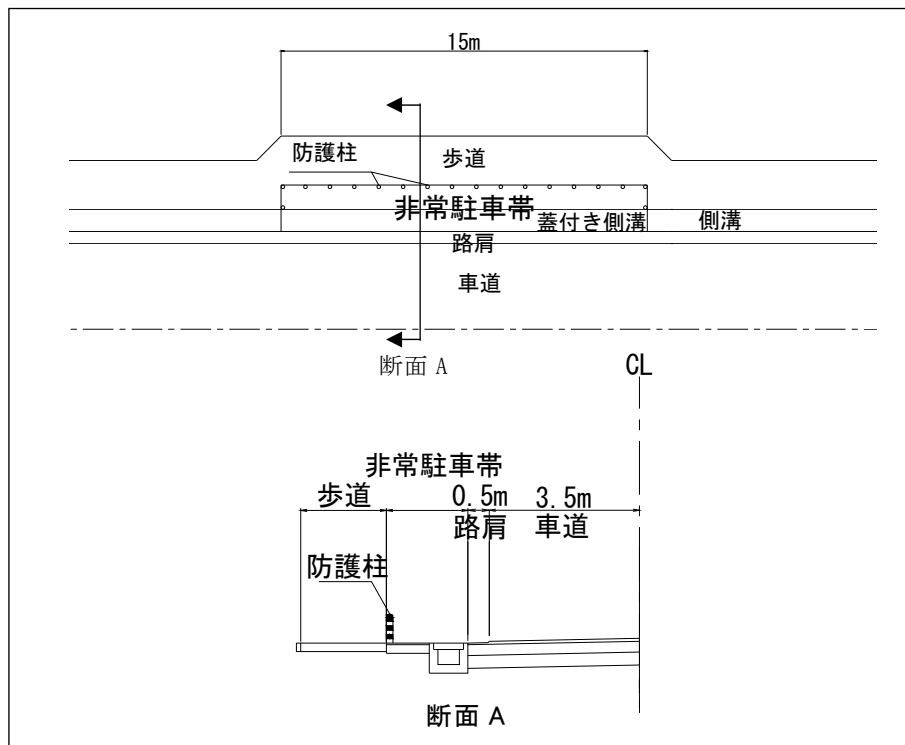 15m
防護柱
歩道
非常駐車帯
蓋付き側溝
側溝
路肩
車道
断面 A
CL
非常駐車帯
歩道
0.5m
3.5m
路肩
車道
防護柱
断面 A